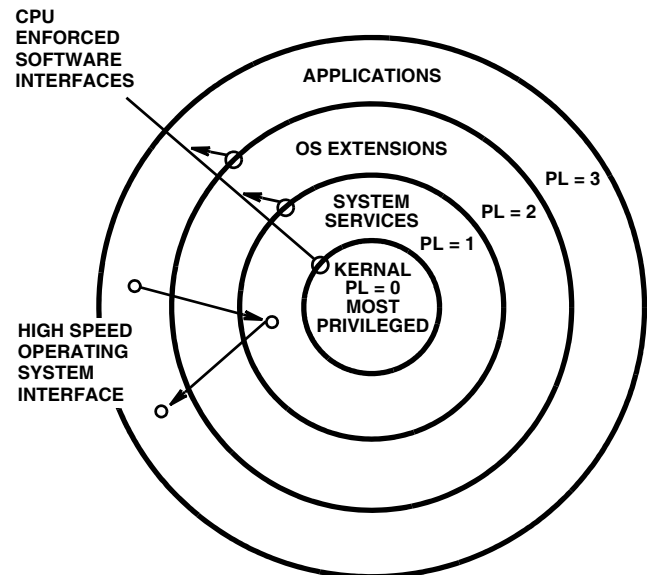 CPU
ENFORCED
SOFTWARE
INTERFACES
APPLICATIONS
OS EXTENSIONS
PL = 3
SYSTEM
SERVICES
PL = 2
PL = 1
KERNAL
PL = 0
MOST
PRIVILEGED
HIGH SPEED
OPERATING
SYSTEM
INTERFACE